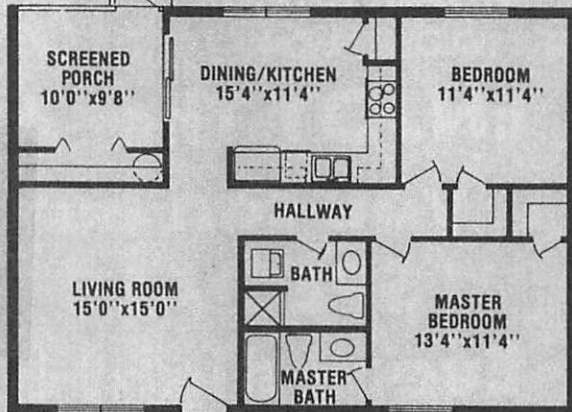 SCREENED
PORCH
10'0''x9'8''
DINING/KITCHEN
15'4''x11'4''
BEDROOM
11'4''x11'4''
HALLWAY
LIVING ROOM
15'0''x15'0''
BATH
MASTER
BEDROOM
13'4''x11'4''
MASTER
BATH